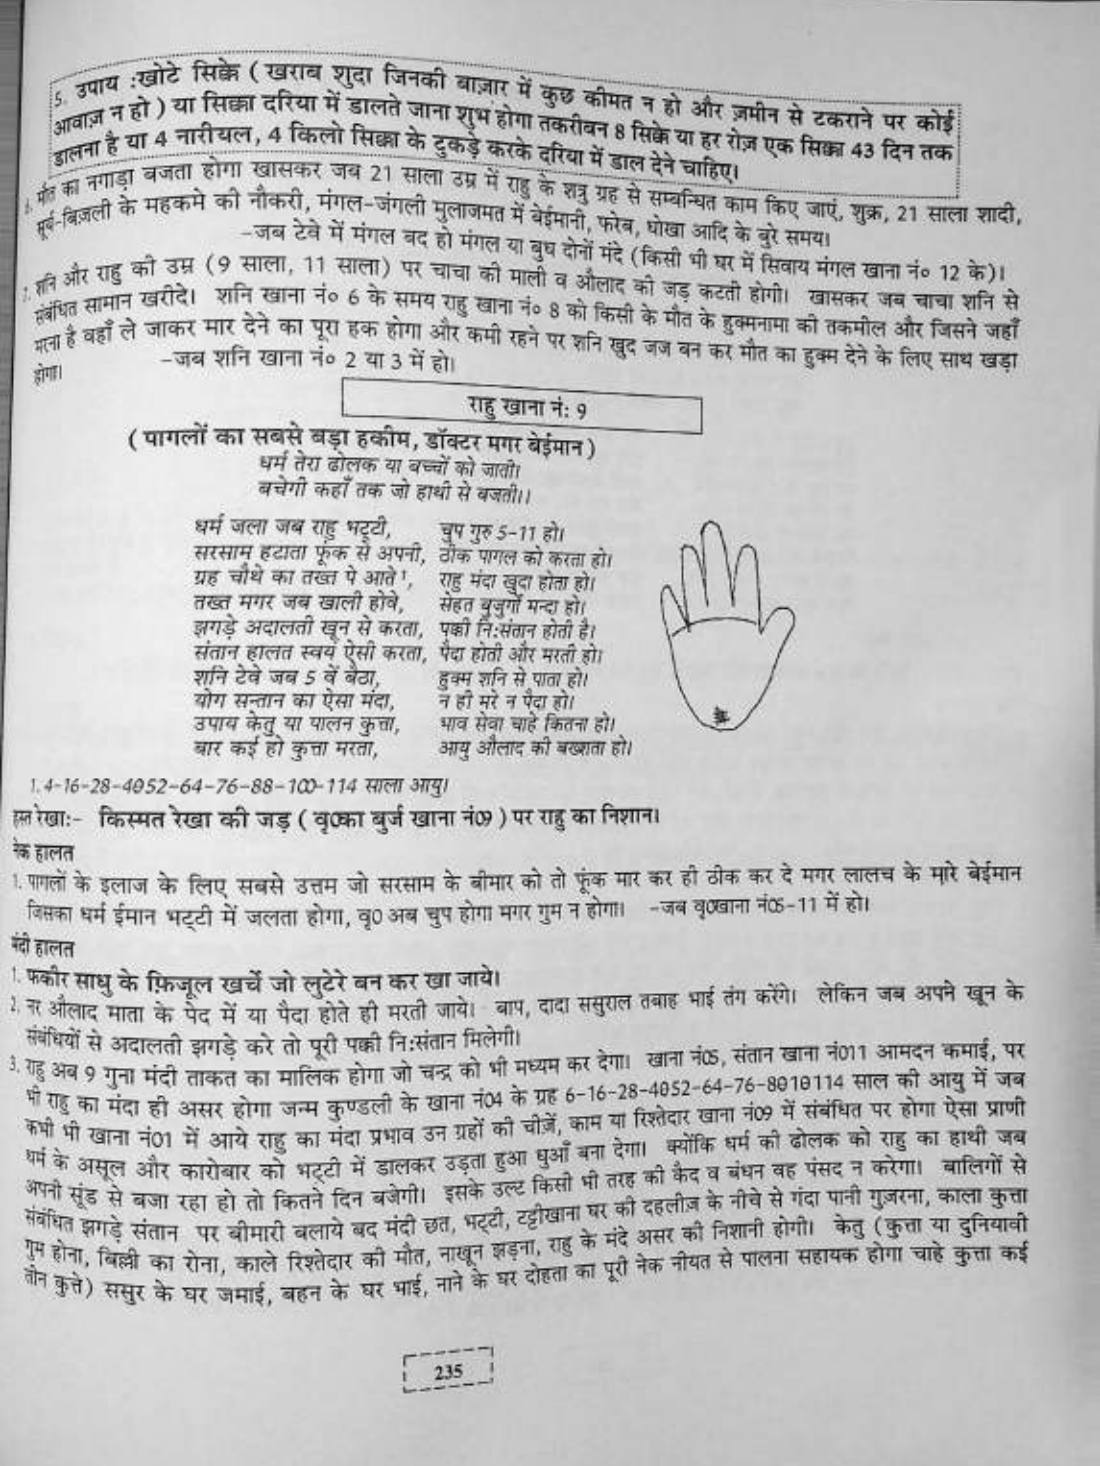 5. उपाय :खोटे सिक्के ( खराब शुदा जिनकी बाज़ार में कुछ कीमत न हो और ज़मीन से टकराने पर कोई
आवाज़ न हो ) या सिक्का दरिया में डालते जाना शुभ होगा तकरीबन 8 सिक्के या हर रोज़ एक सिक्का 43 दिन तक
डालना है या 4 नारीयल, 4 किलो सिक्का के टुकड़े करके दरिया में डाल देने चाहिए।
6. मौत का नगाड़ा बजता होगा खासकर जब 21 साला उम्र में राहु के शत्रु ग्रह से सम्बन्धित काम किए जाएं, शुक्र, 21 साला शादी,
सूर्य-बिज़ली के महकमे की नौकरी, मंगल-जंगली मुलाजमत में बेईमानी, फरेब, धोखा आदि के बुरे समय।
-जब टेवे में मंगल बद हो मंगल या बुध दोनों मंदे (किसी भी घर में सिवाय मंगल खाना नं० 12 के)।
7. शनि और राहु की उम्र (9 साला, 11 साला) पर चाचा की माली व औलाद की जड़ कटती होगी। खासकर जब चाचा शनि से
संबंधित सामान खरीदे। शनि खाना नं० 6 के समय राहु खाना नं० 8 को किसी के मौत के हुक्मनामा की तकमील और जिसने जहाँ
मरना है वहाँ ले जाकर मार देने का पूरा हक होगा और कमी रहने पर शनि खुद जज बन कर मौत का हुक्म देने के लिए साथ खड़ा
होगा। -जब शनि खाना नं० 2 या 3 में हो।
राहु खाना नं: 9
( पागलों का सबसे बड़ा हकीम, डॉक्टर मगर बेईमान )
धर्म तेरा ढोलक या बच्चों को जाती।
बचेगी कहाँ तक जो हाथी से बजती।।
धर्म जला जब राहु भट्टी, चुप गुरु 5-11 हो।
सरसाम हटाता फूंक से अपनी, ठीक पागल को करता हो।
ग्रह चौथे का तख्त पे आते¹, राहु मंदा खुदा होता हो।
तख्त मगर जब खाली होवे, सेहत बुजुर्गों मन्दा हो।
झगड़े अदालती खून से करता, पक्की नि:संतान होती है।
संतान हालत स्वयं ऐसी करता, पैदा होती और मरती हो।
शनि टेवे जब 5 वें बैठा, हुक्म शनि से पाता हो।
योग सन्तान का ऐसा मंदा, न ही मरे न पैदा हो।
उपाय केतु या पालन कुत्ता, भाव सेवा चाहे कितना हो।
बार कई हो कुत्ता मरता, आयु औलाद की बख्शता हो।
1. 4-16-28-4052-64-76-88-100-114 साला आयु।
हस्त रेखा:- किस्मत रेखा की जड़ ( वृ0का बुर्ज खाना नं09 ) पर राहु का निशान।
नेक हालत
1. पागलों के इलाज के लिए सबसे उत्तम जो सरसाम के बीमार को तो फूंक मार कर ही ठीक कर दे मगर लालच के मारे बेईमान
जिसका धर्म ईमान भट्टी में जलता होगा, वृ0 अब चुप होगा मगर गुम न होगा। -जब वृ0खाना नं05-11 में हो।
मंदी हालत
1. फकीर साधु के फ़िजूल खर्चे जो लुटेरे बन कर खा जाये।
2. नर औलाद माता के पेद में या पैदा होते ही मरती जाये। बाप, दादा ससुराल तबाह भाई तंग करेंगे। लेकिन जब अपने खून के
संबंधियों से अदालती झगड़े करे तो पूरी पक्की नि:संतान मिलेगी।
3. राहु अब 9 गुना मंदी ताकत का मालिक होगा जो चन्द्र को भी मध्यम कर देगा। खाना नं05, संतान खाना नं011 आमदन कमाई, पर
भी राहु का मंदा ही असर होगा जन्म कुण्डली के खाना नं04 के ग्रह 6-16-28-4052-64-76-8010114 साल की आयु में जब
कभी भी खाना नं01 में आये राहु का मंदा प्रभाव उन ग्रहों की चीज़ें, काम या रिश्तेदार खाना नं09 में संबंधित पर होगा ऐसा प्राणी
धर्म के असूल और कारोबार को भट्टी में डालकर उड़ता हुआ धुआँ बना देगा। क्योंकि धर्म की ढोलक को राहु का हाथी जब
अपनी सूंड से बजा रहा हो तो कितने दिन बजेगी। इसके उल्ट किसी भी तरह की कैद व बंधन वह पंसद न करेगा। बालिगों से
संबंधित झगड़े संतान पर बीमारी बलाये बद मंदी छत, भट्टी, टट्टीखाना घर की दहलीज़ के नीचे से गंदा पानी गुज़रना, काला कुत्ता
गुम होना, बिल्ली का रोना, काले रिश्तेदार की मौत, नाखून झड़ना, राहु के मंदे असर की निशानी होगी। केतु (कुत्ता या दुनियावी
तीन कुत्ते) ससुर के घर जमाई, बहन के घर भाई, नाने के घर दोहता का पूरी नेक नीयत से पालना सहायक होगा चाहे कुत्ता कई
235